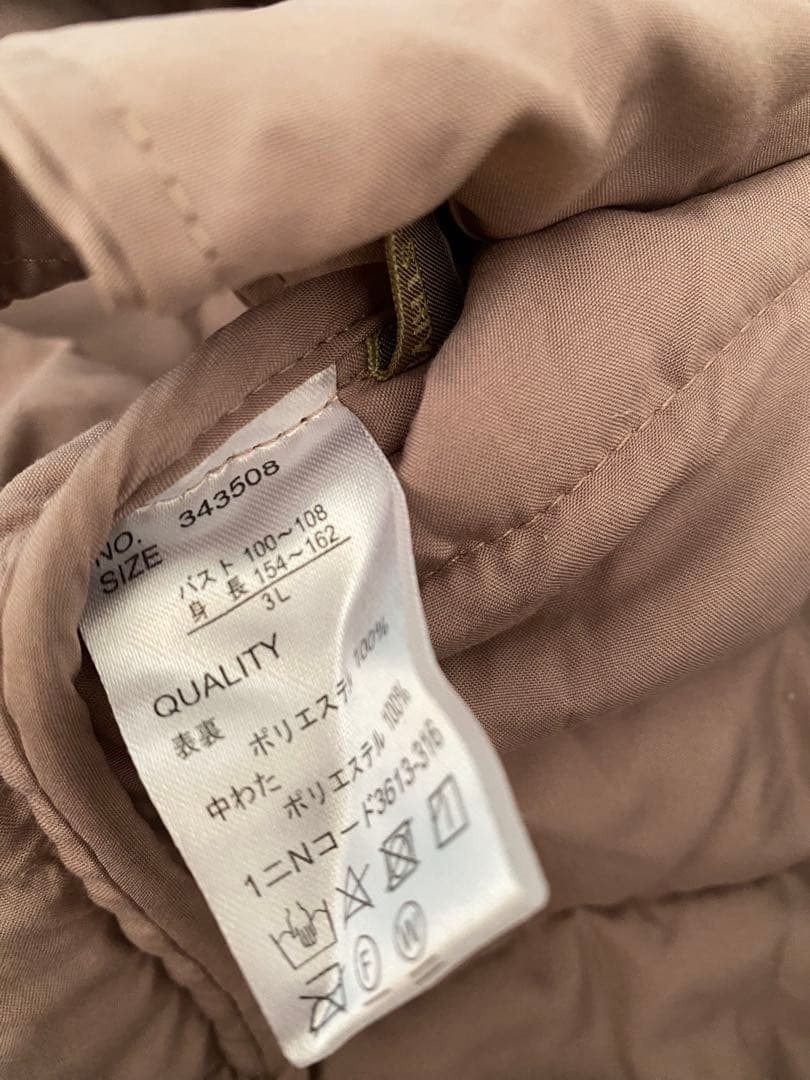 NO. 343508
SIZE
バスト 100〜108
身 長 154〜162
3L
QUALITY
表裏 ポリエステル 100%
中わた ポリエステル 100%
1ニNコード3613-316
F W